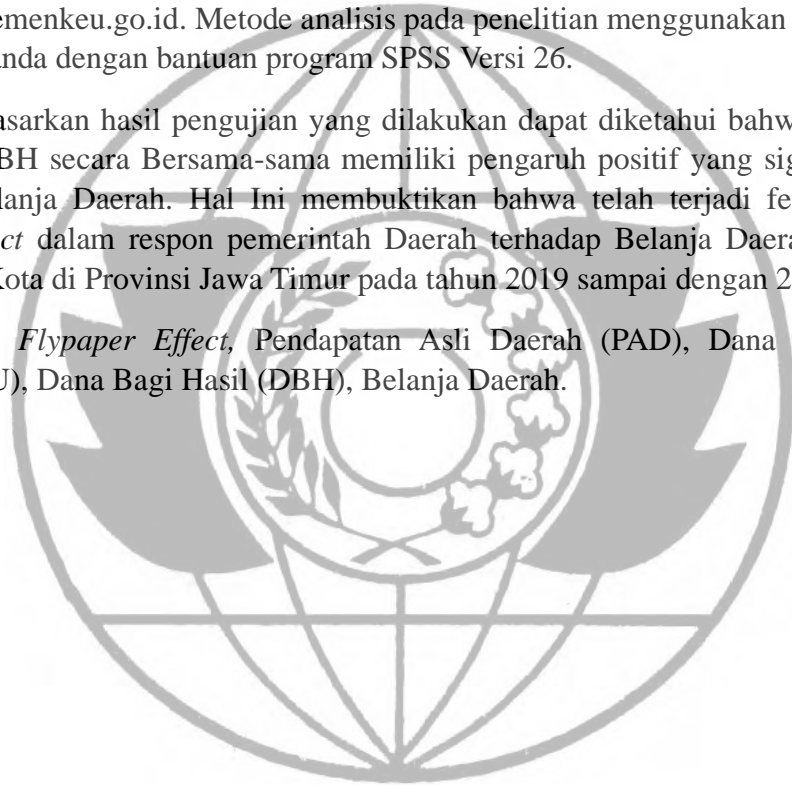 emenkeu.go.id. Metode analisis pada penelitian menggunakan
anda dengan bantuan program SPSS Versi 26.
asarkan hasil pengujian yang dilakukan dapat diketahui bahw
BH secara Bersama-sama memiliki pengaruh positif yang sig
lanja Daerah. Hal Ini membuktikan bahwa telah terjadi fe
ct dalam respon pemerintah Daerah terhadap Belanja Daera
Kota di Provinsi Jawa Timur pada tahun 2019 sampai dengan 2
Flypaper Effect, Pendapatan Asli Daerah (PAD), Dana
U), Dana Bagi Hasil (DBH), Belanja Daerah.